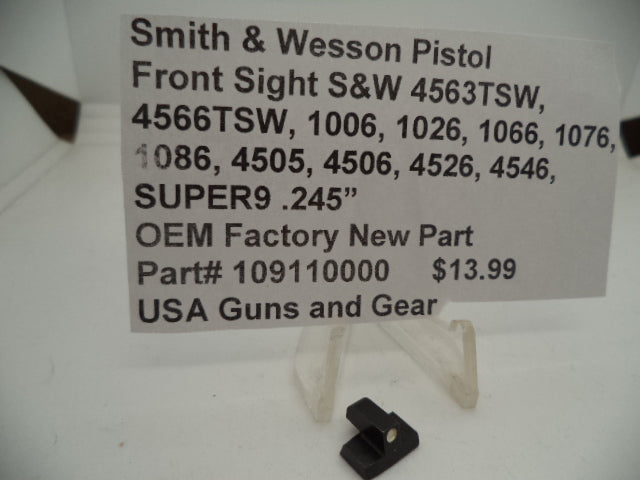 Smith & Wesson Pistol
Front Sight S&W 4563TSW,
4566TSW, 1006, 1026, 1066, 1076,
1086, 4505, 4506, 4526, 4546,
SUPER9 .245”
OEM Factory New Part
Part# 109110000 $13.99
USA Guns and Gear